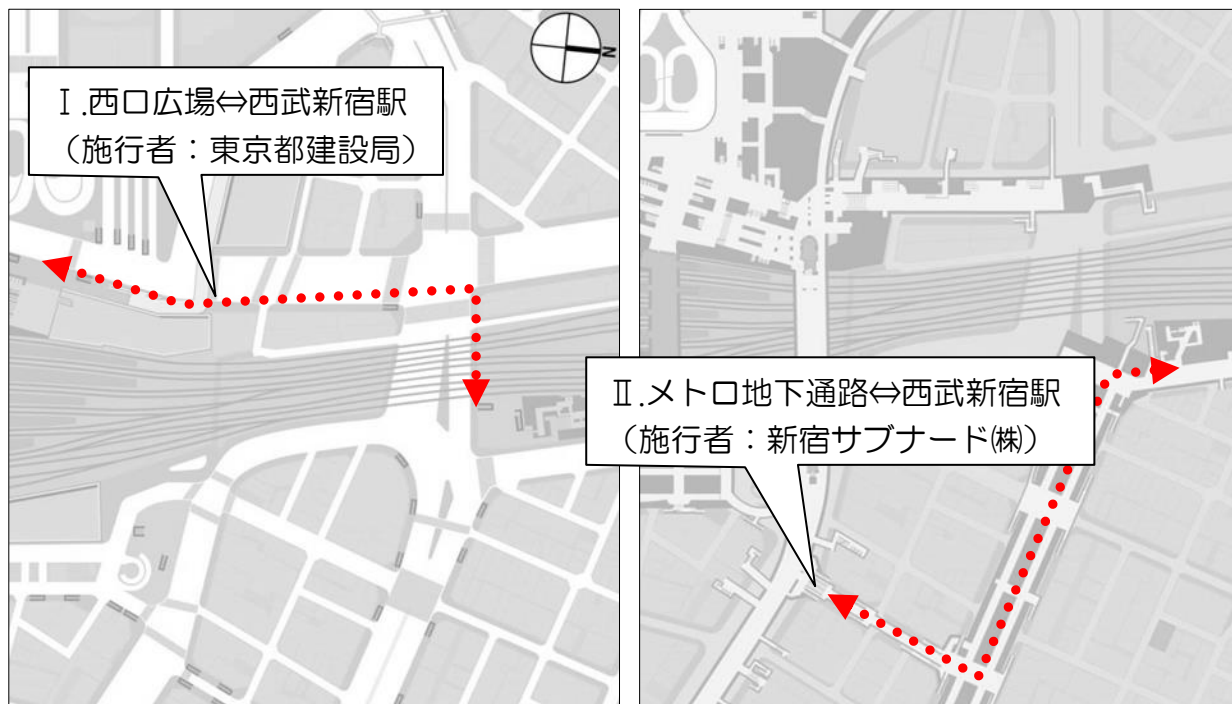 N
Ⅰ.西口広場⇔西武新宿駅
（施行者：東京都建設局）
Ⅱ.メトロ地下通路⇔西武新宿駅
（施行者：新宿サブナード㈱）